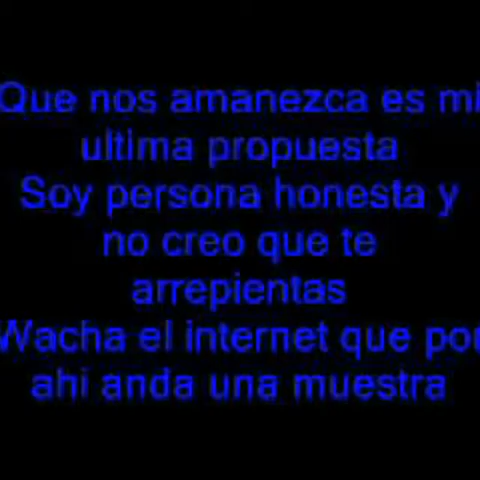 Que nos amanezca es mi
ultima propuesta
Soy persona honesta y
no creo que te
arrepientas
Wacha el internet que por
ahi anda una muestra